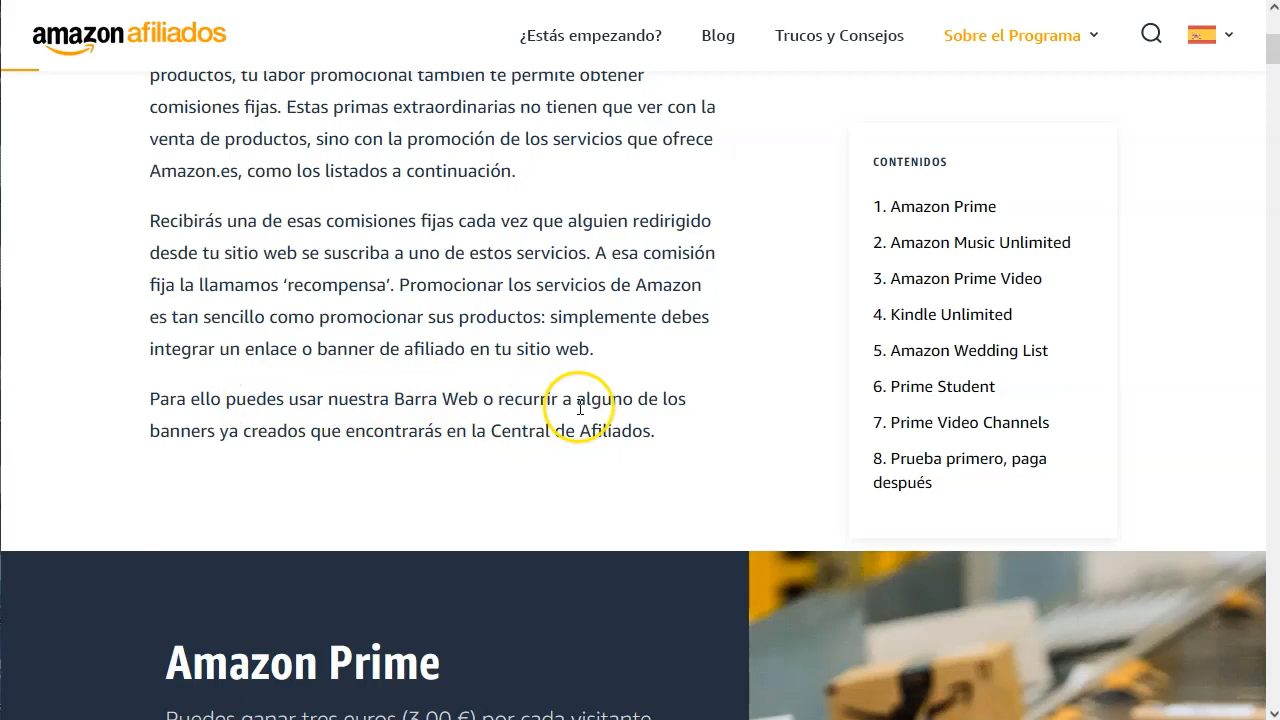 amazon afiliados
¿Estás empezando?
Blog
Trucos y Consejos
Sobre el Programa
productos, tu labor promocional también te permite obtener
comisiones fijas. Estas primas extraordinarias no tienen que ver con la
venta de productos, sino con la promoción de los servicios que ofrece
Amazon.es, como los listados a continuación.
Recibirás una de esas comisiones fijas cada vez que alguien redirigido
desde tu sitio web se suscriba a uno de estos servicios. A esa comisión
fija la llamamos ‘recompensa’. Promocionar los servicios de Amazon
es tan sencillo como promocionar sus productos: simplemente debes
integrar un enlace o banner de afiliado en tu sitio web.
Para ello puedes usar nuestra Barra Web o recurrir a alguno de los
banners ya creados que encontrarás en la Central de Afiliados.
CONTENIDOS
1. Amazon Prime
2. Amazon Music Unlimited
3. Amazon Prime Video
4. Kindle Unlimited
5. Amazon Wedding List
6. Prime Student
7. Prime Video Channels
8. Prueba primero, paga
después
Amazon Prime
Puedes ganar tres euros (3,00 €) por cada visitante